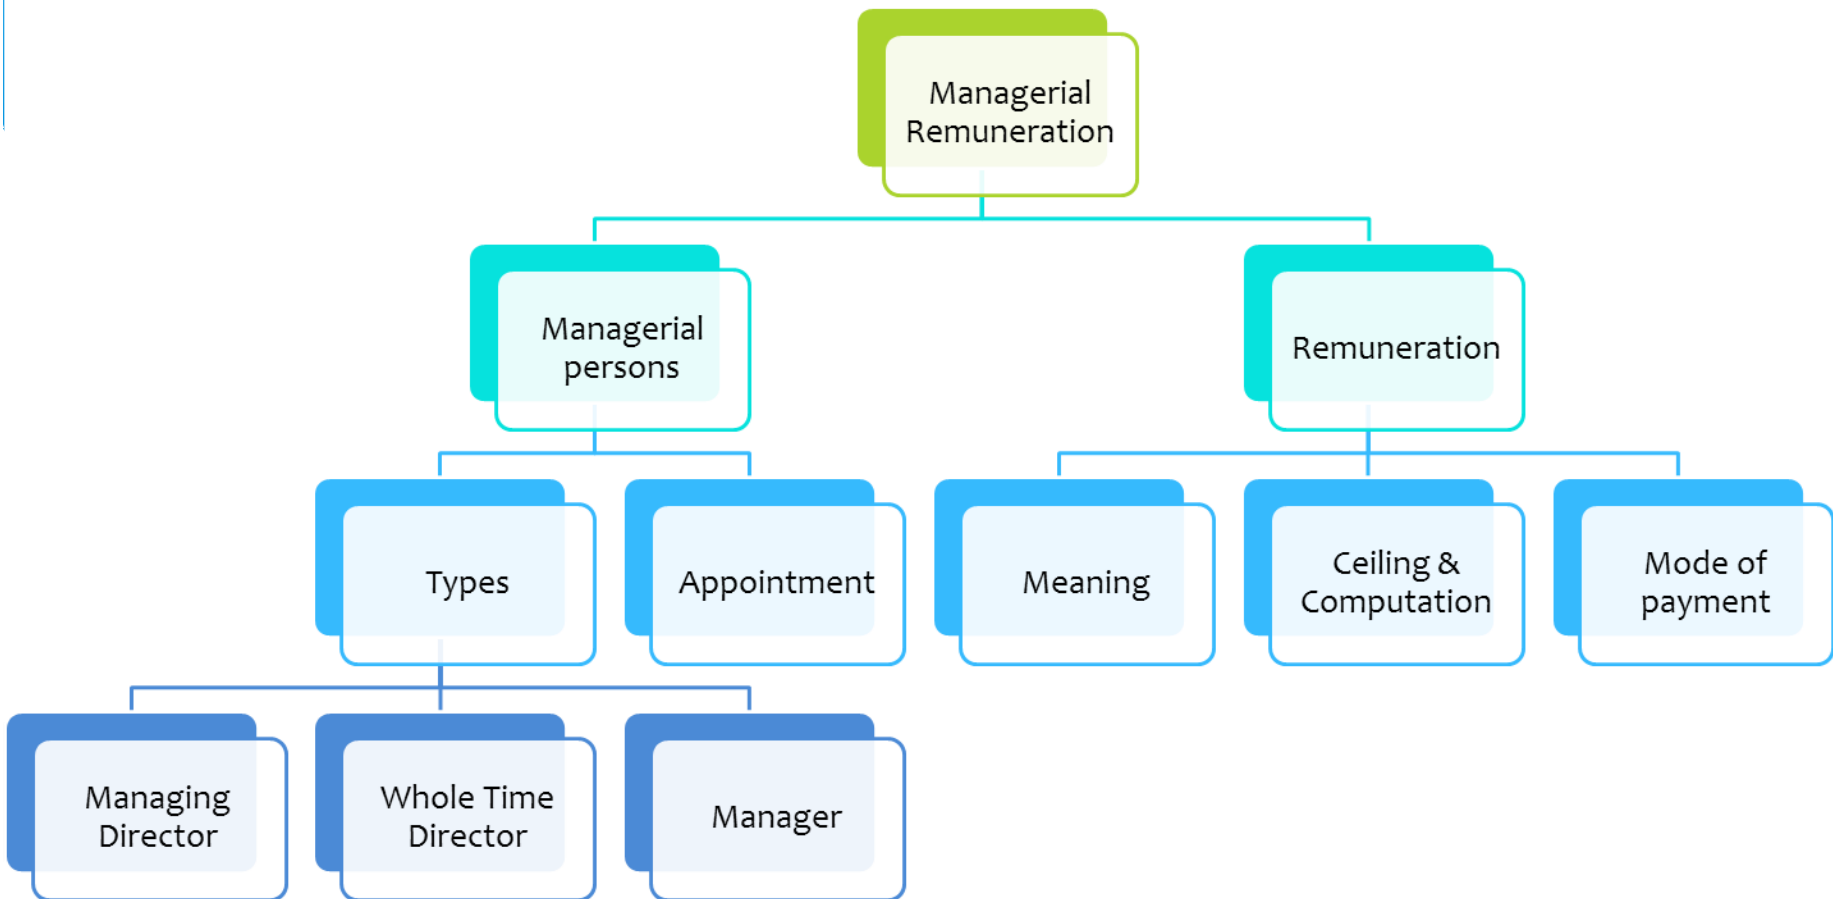 Managerial
Remuneration
Managerial
persons
Remuneration
Types
Appointment
Meaning
Ceiling &
Computation
Mode of
payment
Managing
Director
Whole Time
Director
Manager